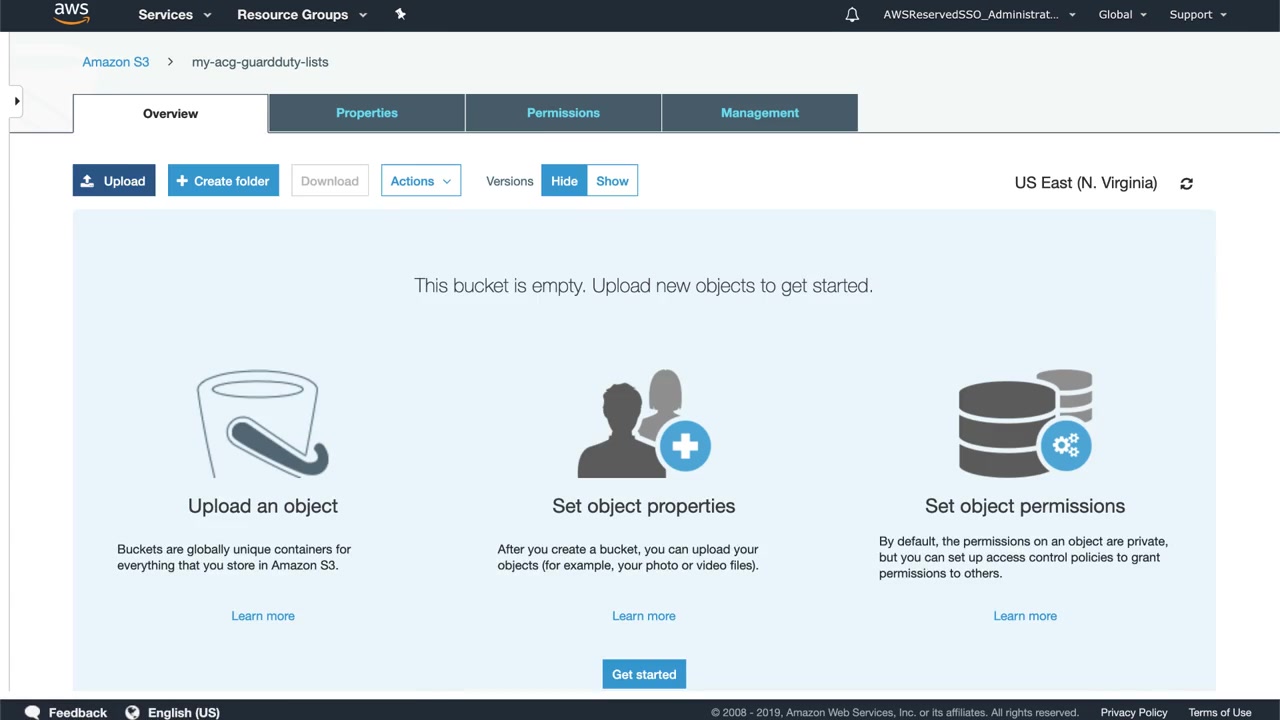 aws
Services
Resource Groups
AWSReservedSSO_Administrat...
Global
Support
Amazon S3 > my-acg-guardduty-lists
Overview
Properties
Permissions
Management
Upload
Create folder
Download
Actions
Versions
Hide
Show
US East (N. Virginia)
This bucket is empty. Upload new objects to get started.
Upload an object
Buckets are globally unique containers for
everything that you store in Amazon S3.
Learn more
Set object properties
After you create a bucket, you can upload your
objects (for example, your photo or video files).
Learn more
Set object permissions
By default, the permissions on an object are private,
but you can set up access control policies to grant
permissions to others.
Learn more
Get started
Feedback
English (US)
© 2008 - 2019, Amazon Web Services, Inc. or its affiliates. All rights reserved.
Privacy Policy
Terms of Use